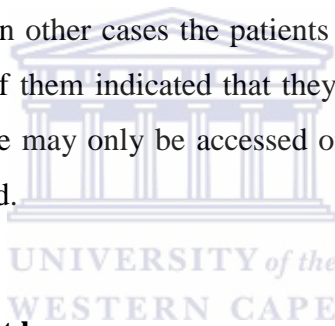 n other cases the patients
f them indicated that they
e may only be accessed o
d.
UNIVERSITY of the
WESTERN CAPE